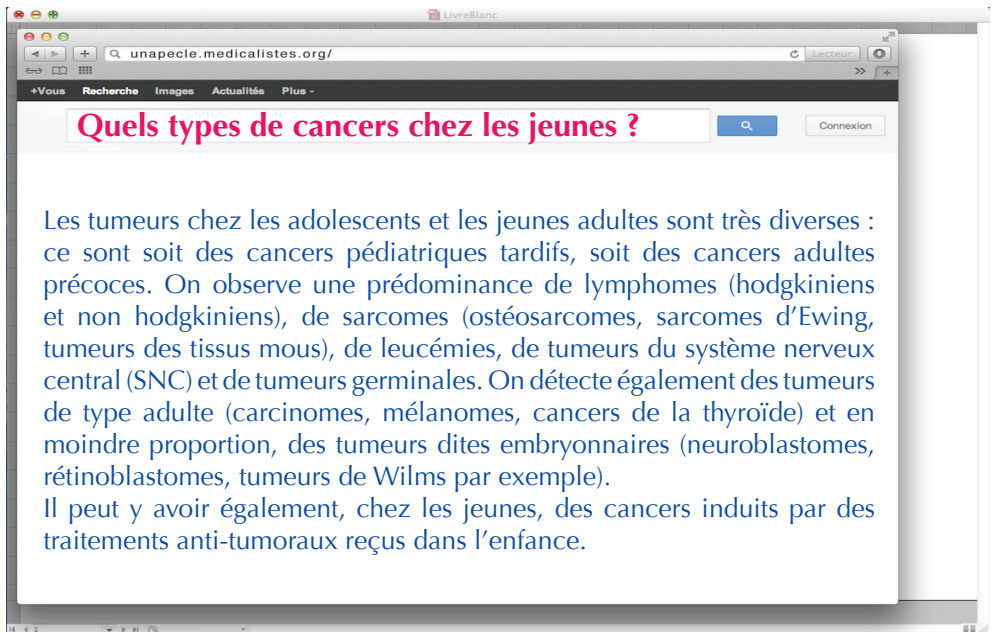 LivreBlanc
unapecle.medicalistes.org/
Lecteur
+Vous Recherche Images Actualités Plus -
Quels types de cancers chez les jeunes ?
Connexion
Les tumeurs chez les adolescents et les jeunes adultes sont très diverses :
ce sont soit des cancers pédiatriques tardifs, soit des cancers adultes
précoces. On observe une prédominance de lymphomes (hodgkiniens
et non hodgkiniens), de sarcomes (ostéosarcomes, sarcomes d’Ewing,
tumeurs des tissus mous), de leucémies, de tumeurs du système nerveux
central (SNC) et de tumeurs germinales. On détecte également des tumeurs
de type adulte (carcinomes, mélanomes, cancers de la thyroïde) et en
moindre proportion, des tumeurs dites embryonnaires (neuroblastomes,
rétinoblastomes, tumeurs de Wilms par exemple).
Il peut y avoir également, chez les jeunes, des cancers induits par des
traitements anti-tumoraux reçus dans l’enfance.